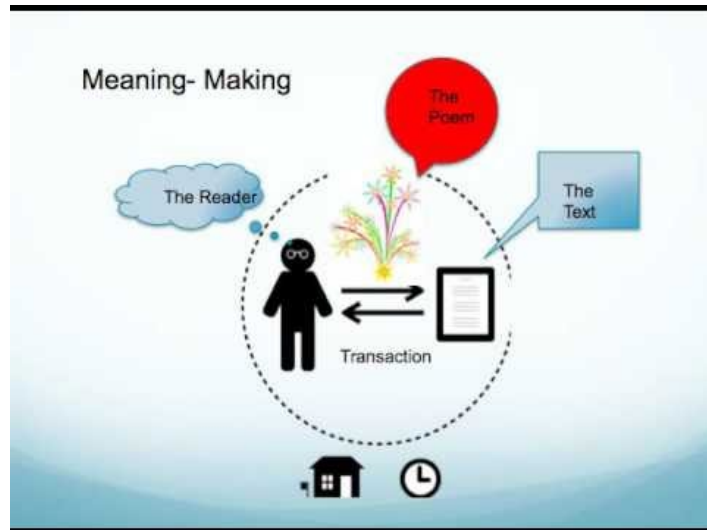 Meaning- Making
The
Poem
The Reader
The
Text
Transaction